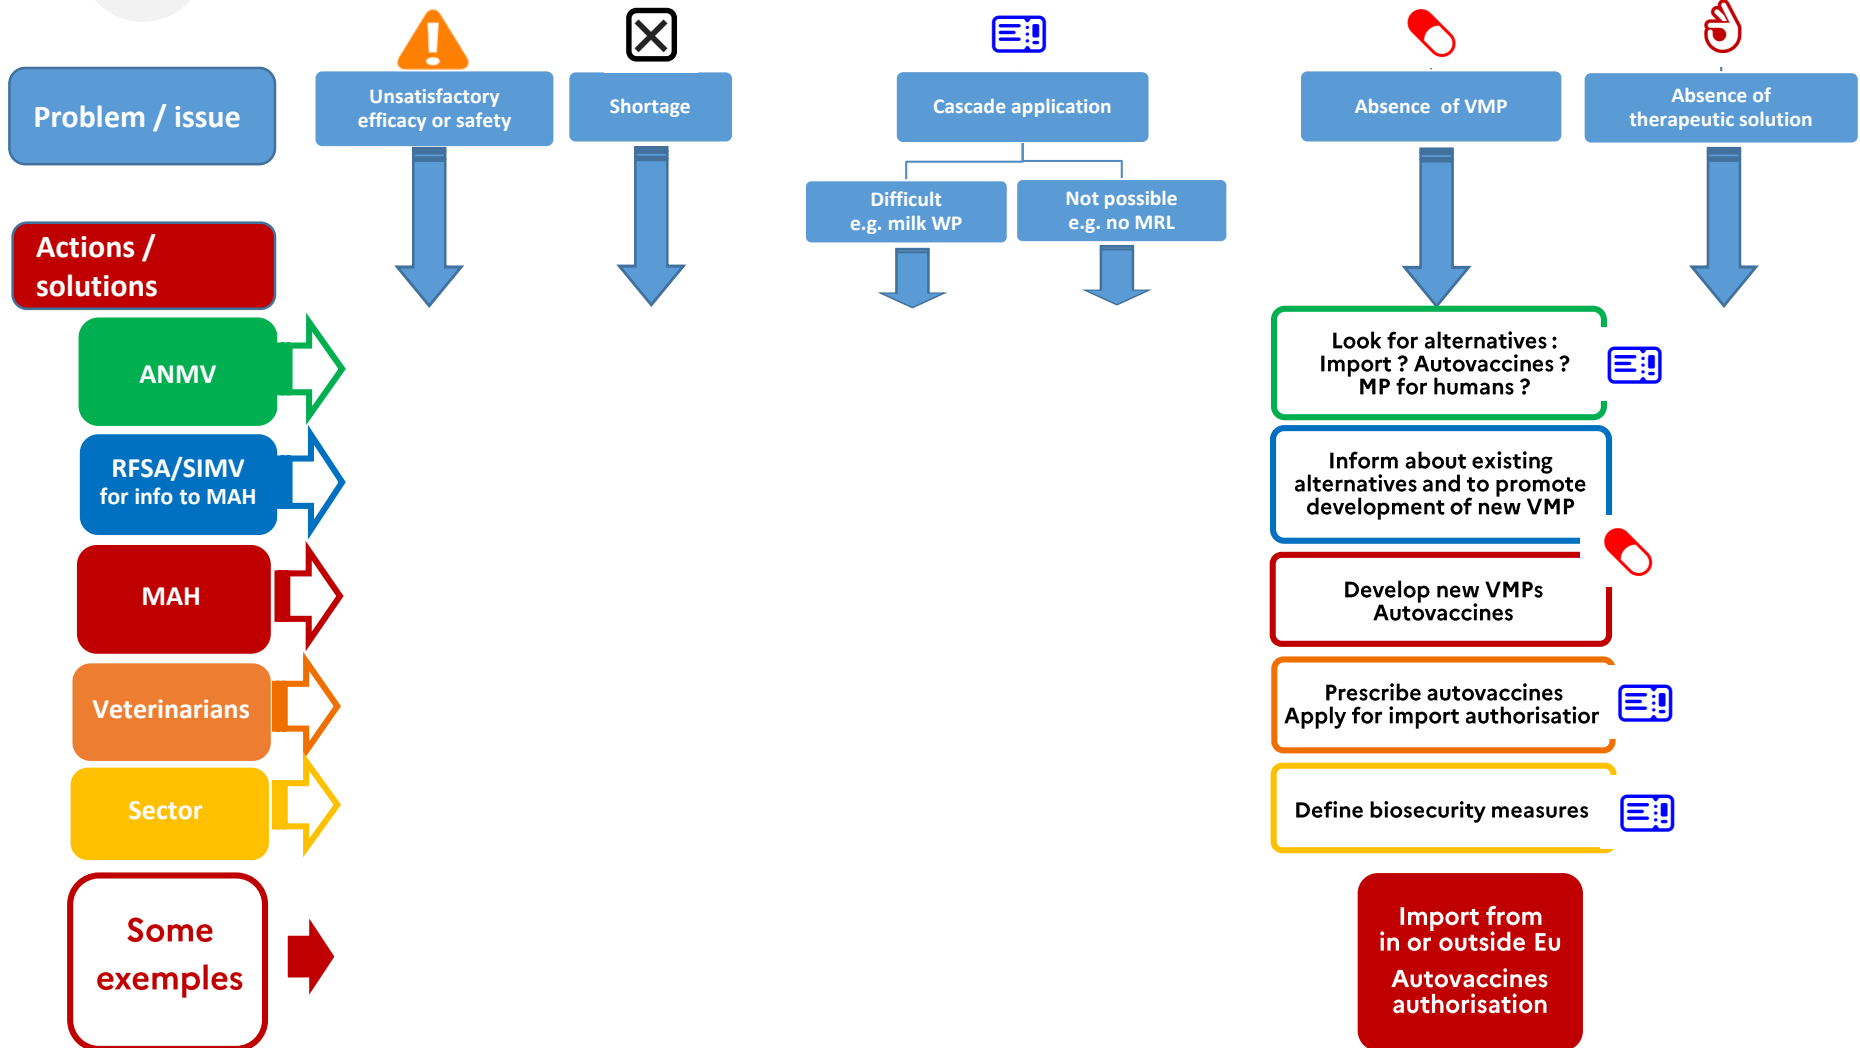 Problem / issue
Unsatisfactory
efficacy or safety
Shortage
Cascade application
Absence of VMP
Absence of
therapeutic solution
Difficult
e.g. milk WP
Not possible
e.g. no MRL
Actions /
solutions
ANMV
Look for alternatives :
Import ? Autovaccines ?
MP for humans ?
RFSA/SIMV
for info to MAH
Inform about existing
alternatives and to promote
development of new VMP
MAH
Develop new VMPs
Autovaccines
Veterinarians
Prescribe autovaccines
Apply for import authorisation
Sector
Define biosecurity measures
Some
exemples
Import from
in or outside Eu
Autovaccines
authorisation